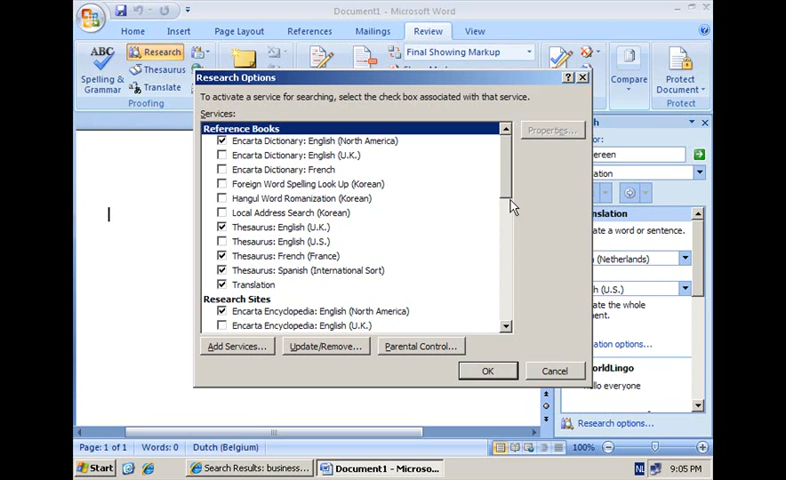 Document1 - Microsoft Word
Home Insert Page Layout References Mailings Review View
ABC
Spelling & Grammar
Research
Thesaurus
Translate
Proofing
Final Showing Markup
Compare
Protect Document
Protect
Research Options
To activate a service for searching, select the check box associated with that service.
Services:
Reference Books
Properties...
Encarta Dictionary: English (North America)
Encarta Dictionary: English (U.K.)
Encarta Dictionary: French
Foreign Word Spelling Look Up (Korean)
Hangul Word Romanization (Korean)
Local Address Search (Korean)
Thesaurus: English (U.K.)
Thesaurus: English (U.S.)
Thesaurus: French (France)
Thesaurus: Spanish (International Sort)
Translation
Research Sites
Encarta Encyclopedia: English (North America)
Encarta Encyclopedia: English (U.K.)
Add Services... Update/Remove... Parental Control...
OK Cancel
ch
ereen
ation
ranslation
ate a word or sentence.
(Netherlands)
h (U.S.)
ate the whole
ment.
ation options...
orldLingo
Hello everyone
Research options...
Page: 1 of 1 Words: 0 Dutch (Belgium) 100%
Start Search Results: business... Document1 - Microso... NL 9:05 PM